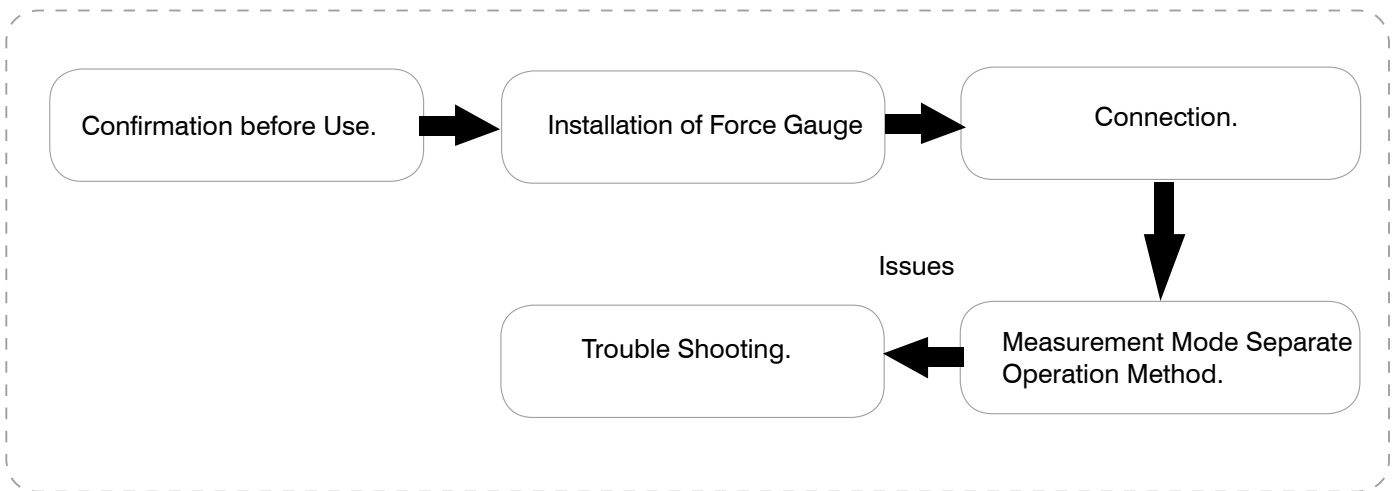 Confirmation before Use.
Installation of Force Gauge
Connection.
Issues
Measurement Mode Separate
Operation Method.
Trouble Shooting.